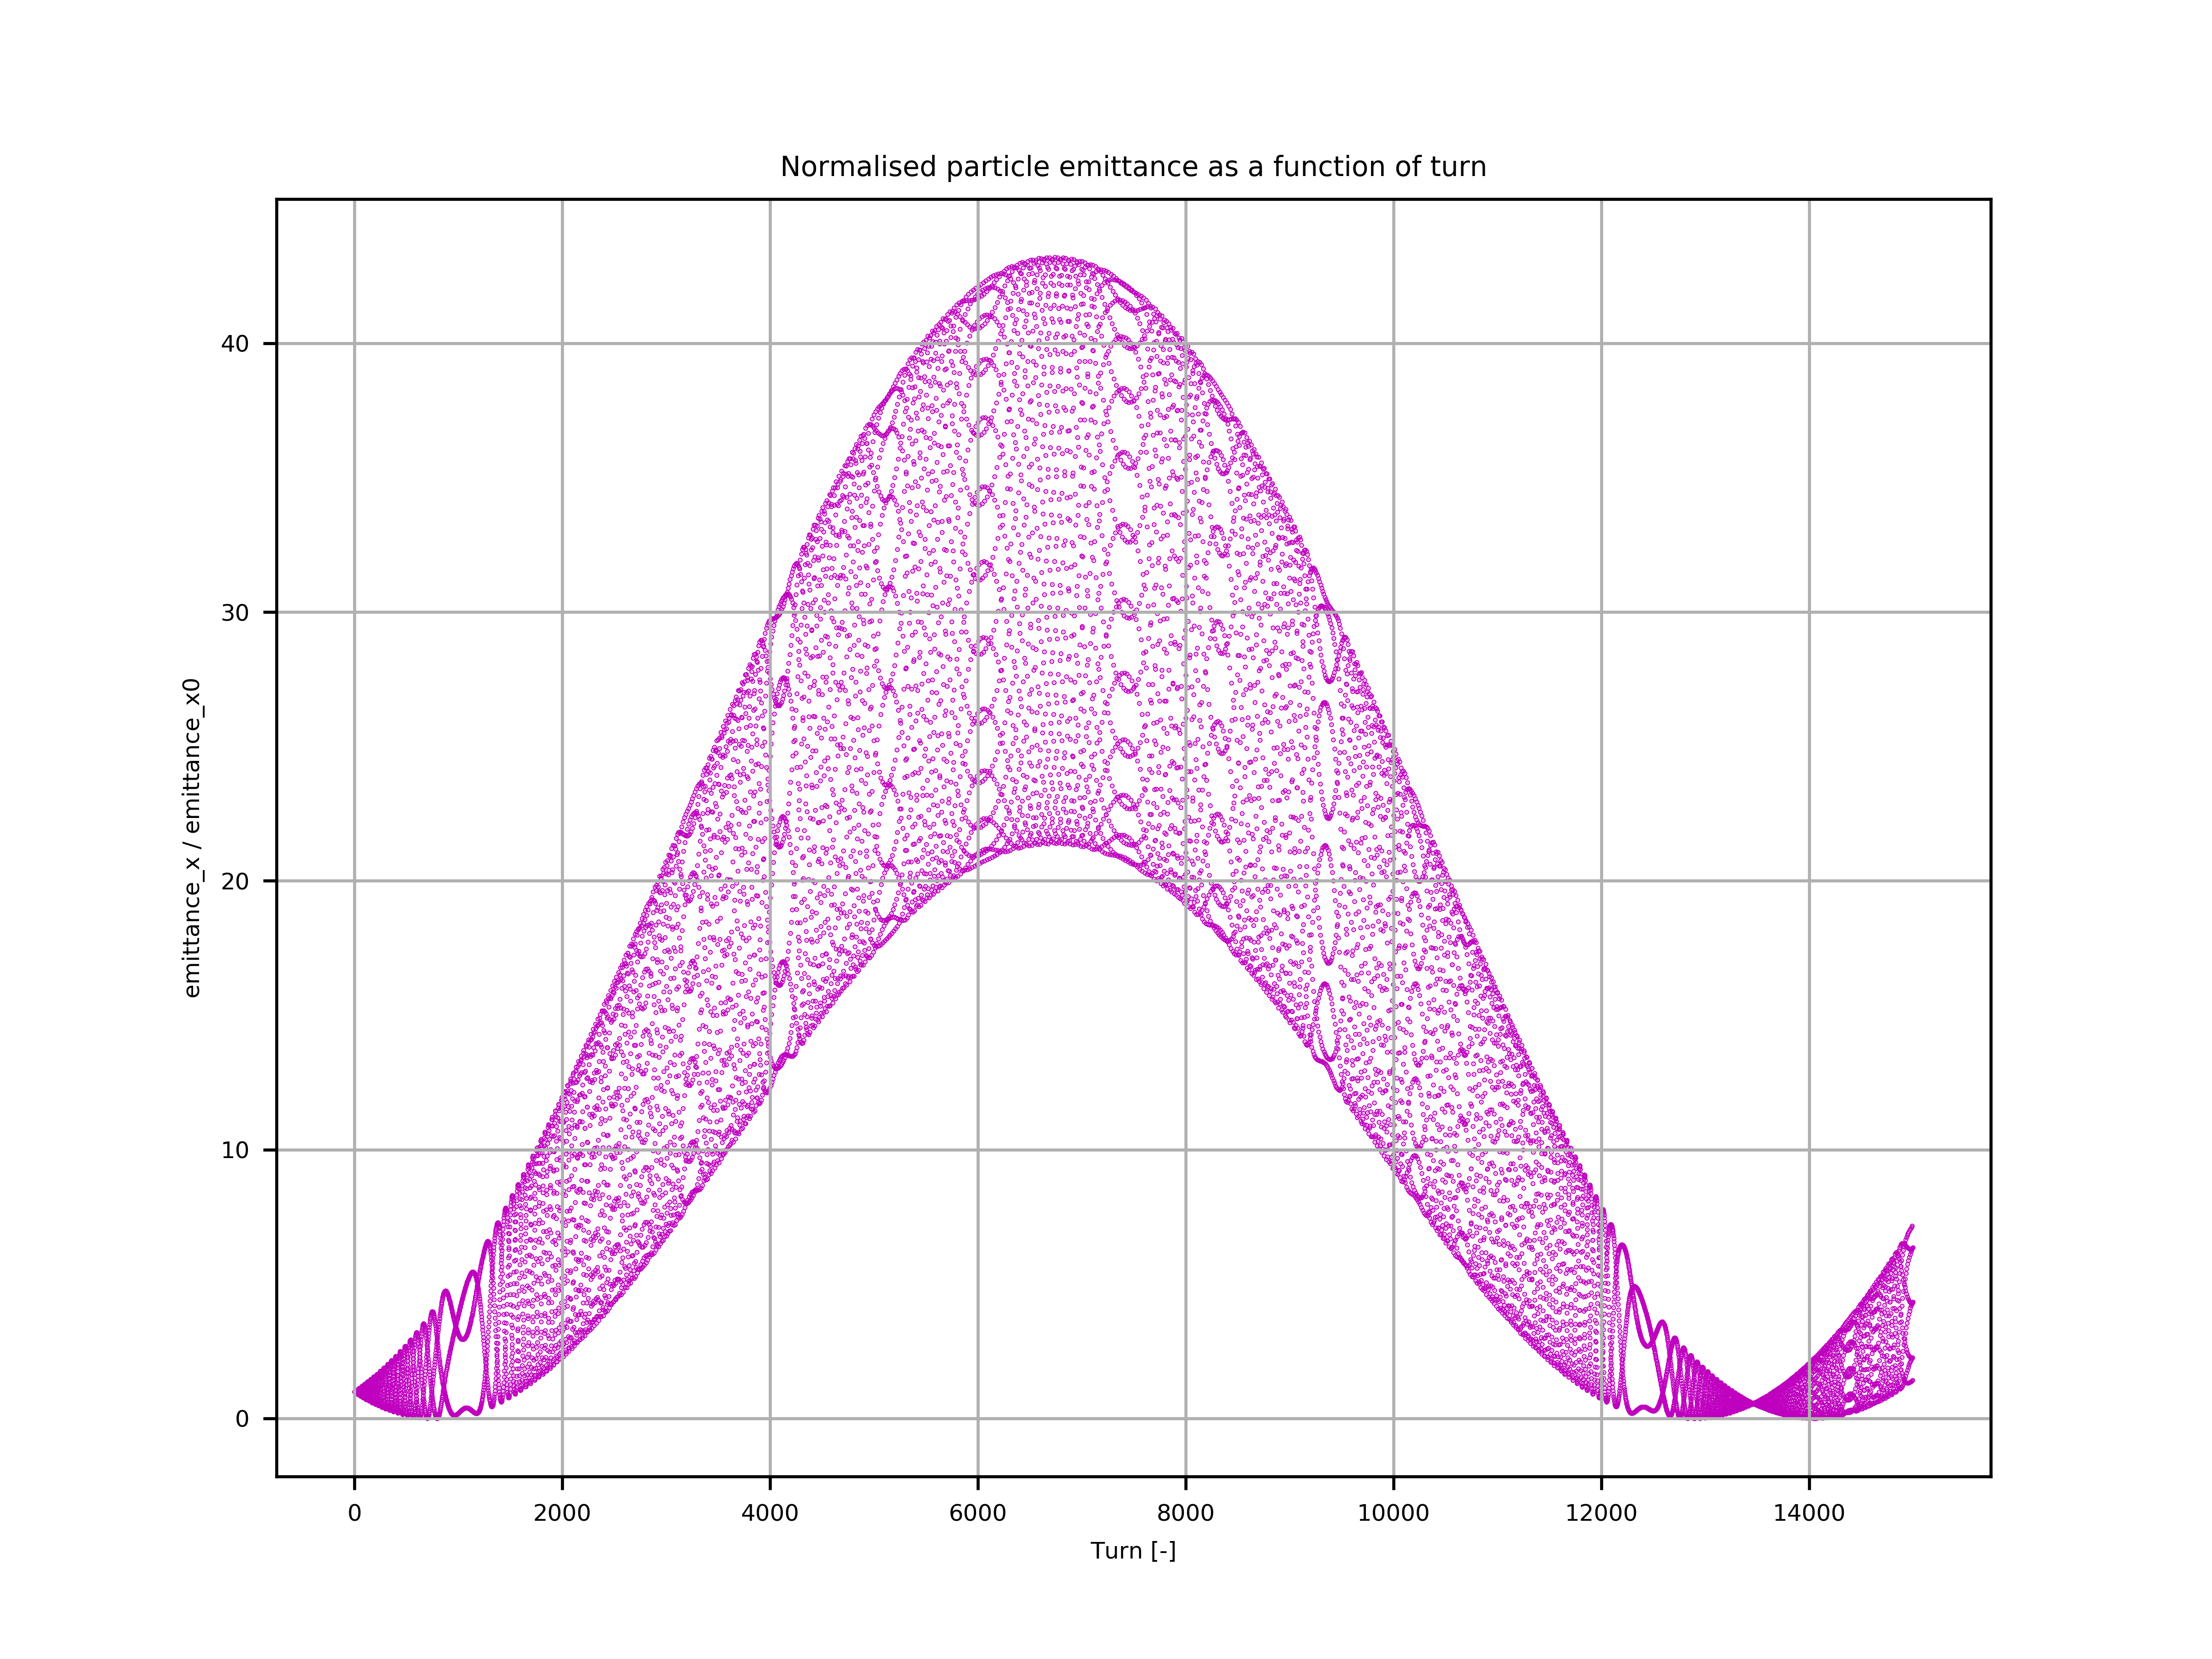 Normalised particle emittance as a function of turn
emittance_x / emittance_x0
40
30
20
10
0
0 2000 4000 6000 8000 10000 12000 14000
Turn [-]